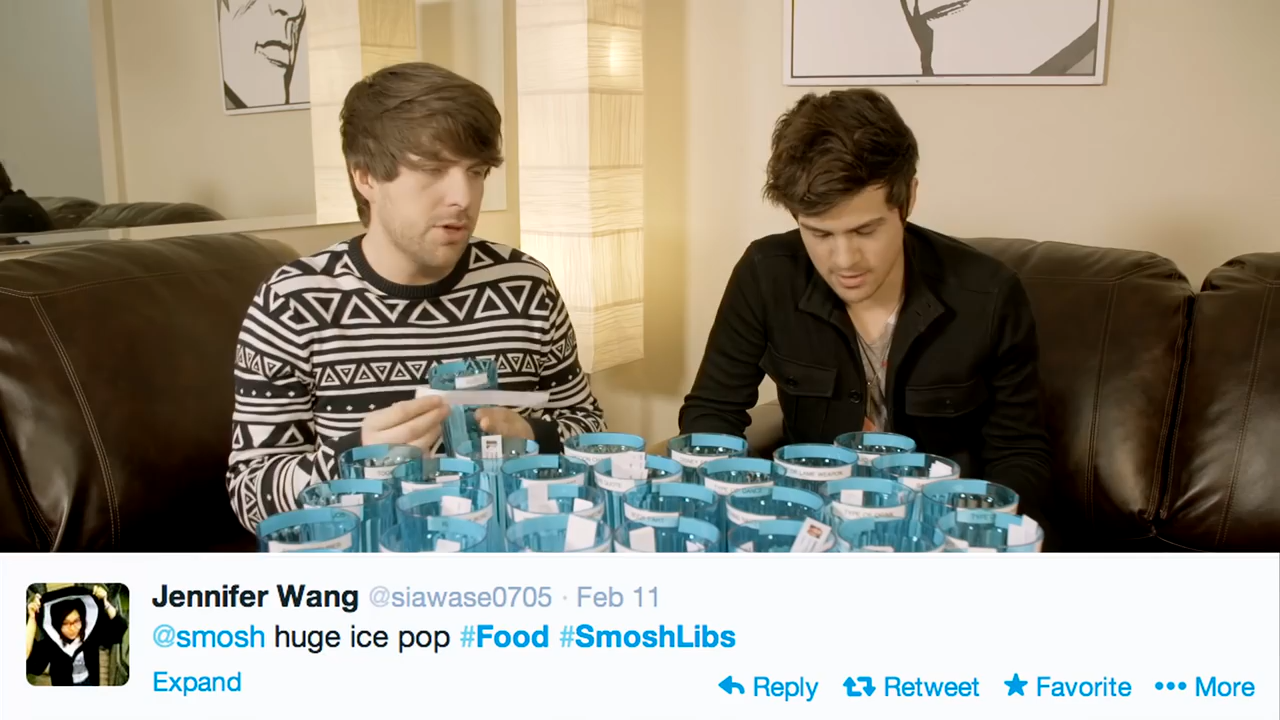 Jennifer Wang @siawase0705 · Feb 11
@smosh huge ice pop #Food #SmoshLibs
Expand
Reply Retweet Favorite More